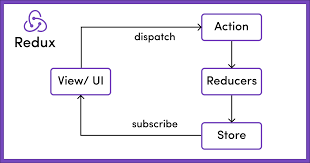 Redux
dispatch
Action
View/ UI
Reducers
subscribe
Store